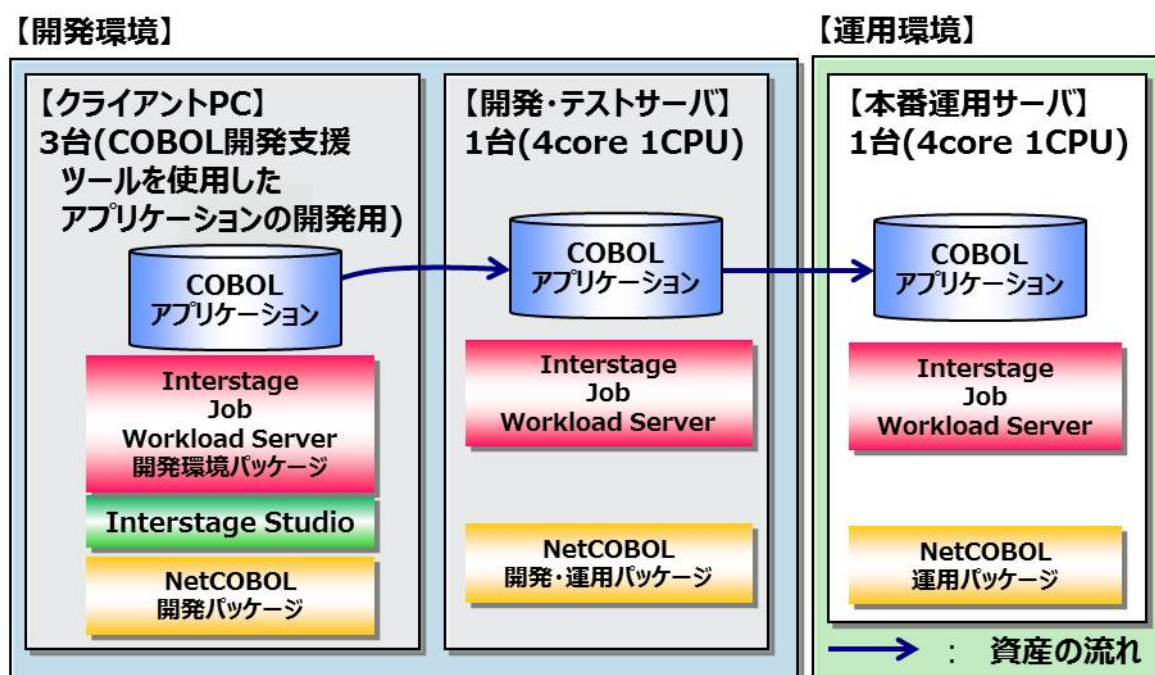 【開発環境】
【クライアントPC】
3台(COBOL開発支援
ツールを使用した
アプリケーションの開発用)
COBOL
アプリケーション
Interstage
Job
Workload Server
開発環境パッケージ
Interstage Studio
NetCOBOL
開発パッケージ
【開発・テストサーバ】
1台(4core 1CPU)
COBOL
アプリケーション
Interstage
Job
Workload Server
NetCOBOL
開発・運用パッケージ
【運用環境】
【本番運用サーバ】
1台(4core 1CPU)
COBOL
アプリケーション
Interstage
Job
Workload Server
NetCOBOL
運用パッケージ
： 資産の流れ